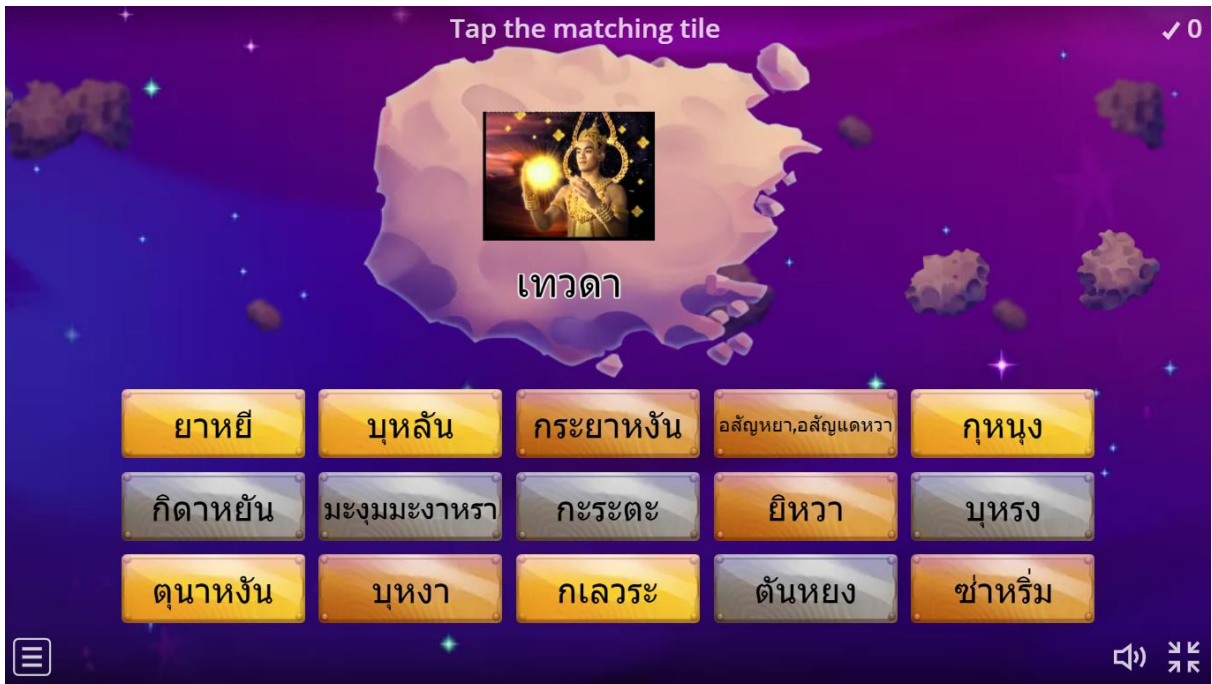 Tap the matching tile
✓ 0
เทวดา
ยาหยี
บุหลัน
กระยาหงัน
อสัญหยา,อสัญแดหวา
กุหนุง
กิดาหยัน
มะงุมมะงาหรา
กะระตะ
ยิหวา
บุหรง
ตุนาหงัน
บุหงา
กเลวระ
ตันหยง
ซ่าหริ่ม